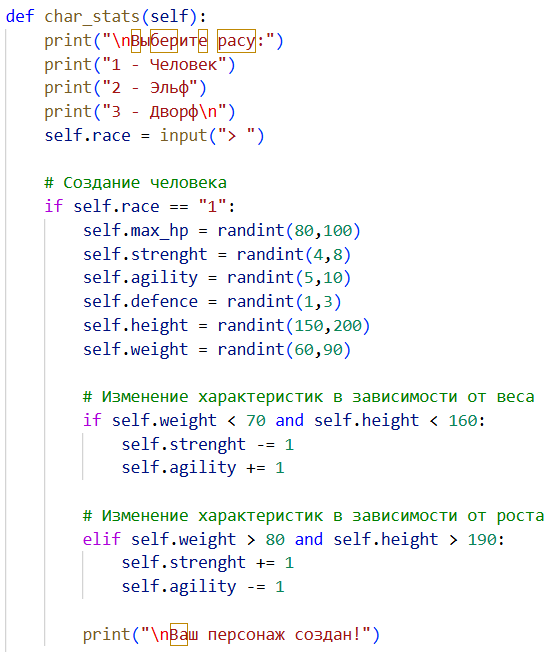 def char_stats(self):
print("\nВыберите расу:")
print("1 - Человек")
print("2 - Эльф")
print("3 - Дворф\n")
self.race = input("> ")
# Создание человека
if self.race == "1":
self.max_hp = randint(80,100)
self.strenght = randint(4,8)
self.agility = randint(5,10)
self.defence = randint(1,3)
self.height = randint(150,200)
self.weight = randint(60,90)
# Изменение характеристик в зависимости от веса
if self.weight < 70 and self.height < 160:
self.strenght -= 1
self.agility += 1
# Изменение характеристик в зависимости от роста
elif self.weight > 80 and self.height > 190:
self.strenght += 1
self.agility -= 1
print("\nВаш персонаж создан!")